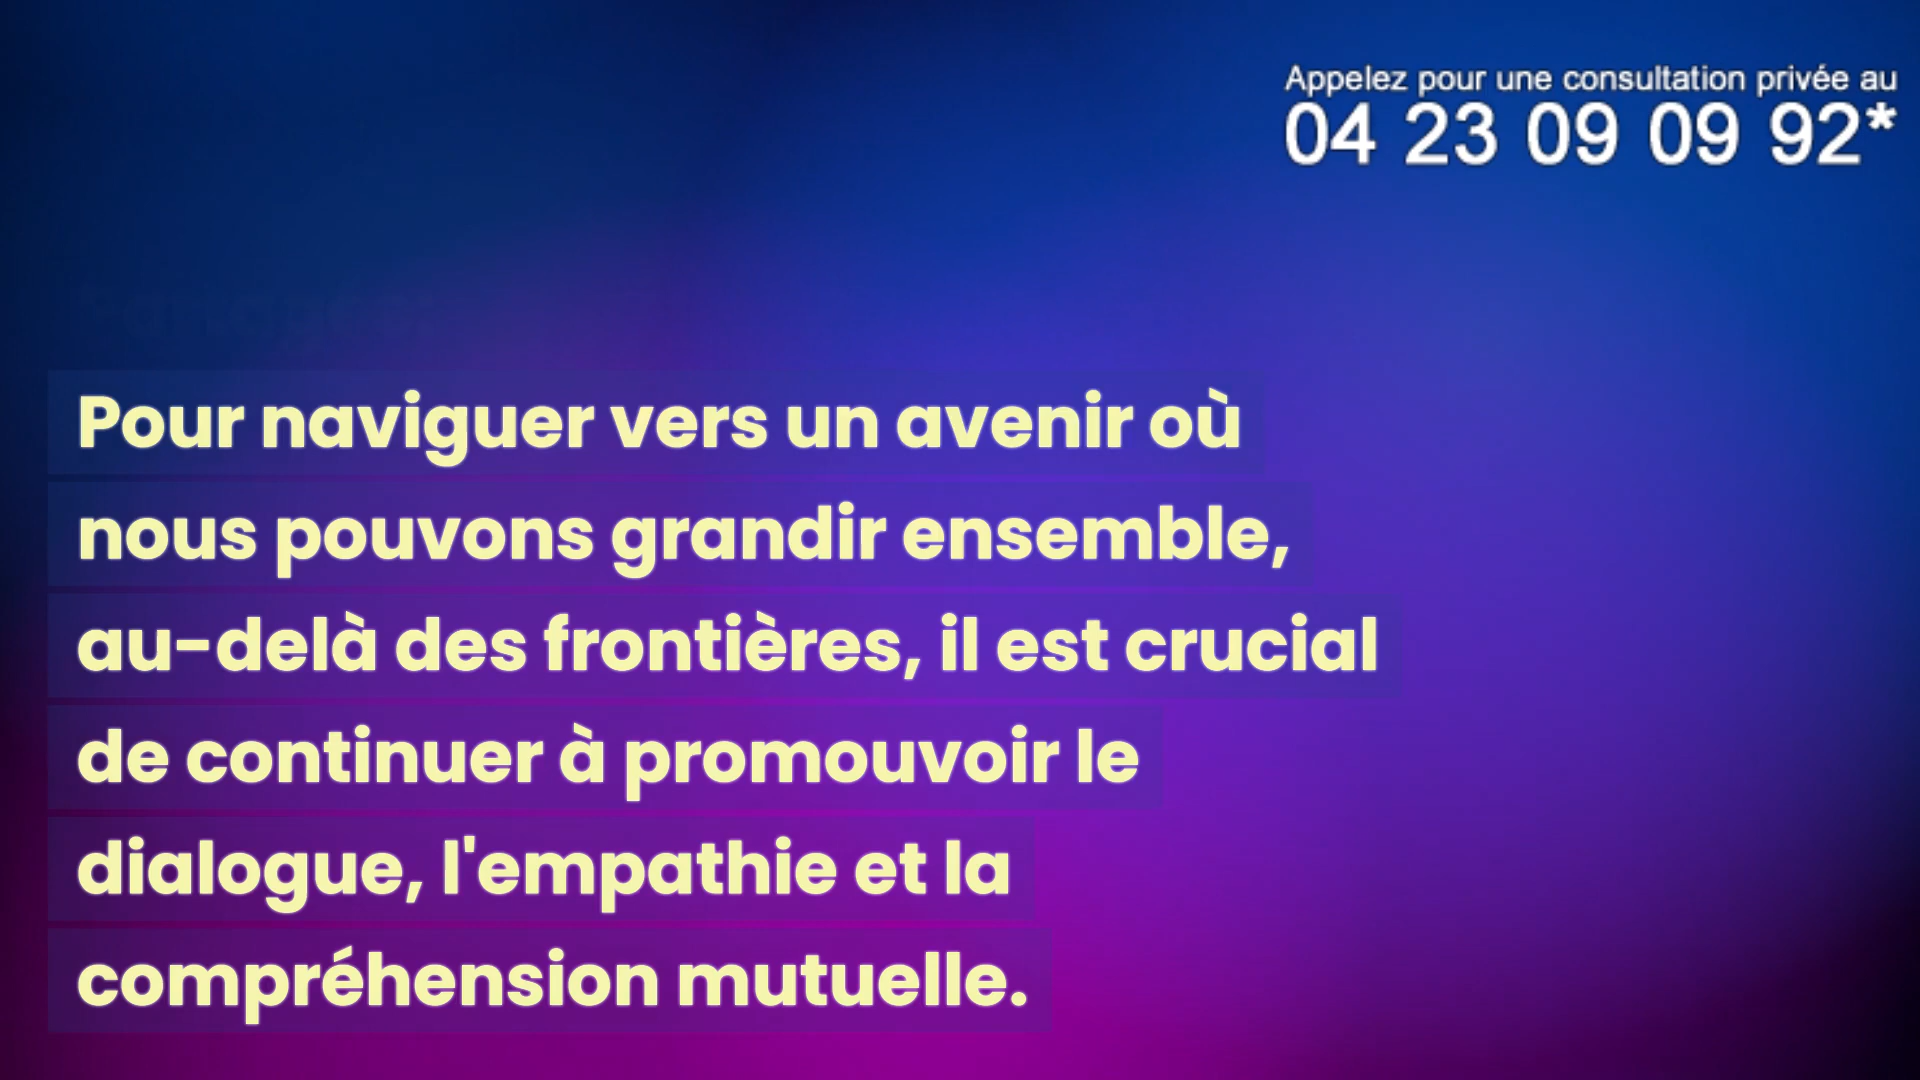 Appelez pour une consultation privée au
04 23 09 09 92*
Pour naviguer vers un avenir où
nous pouvons grandir ensemble,
au-delà des frontières, il est crucial
de continuer à promouvoir le
dialogue, l'empathie et la
compréhension mutuelle.